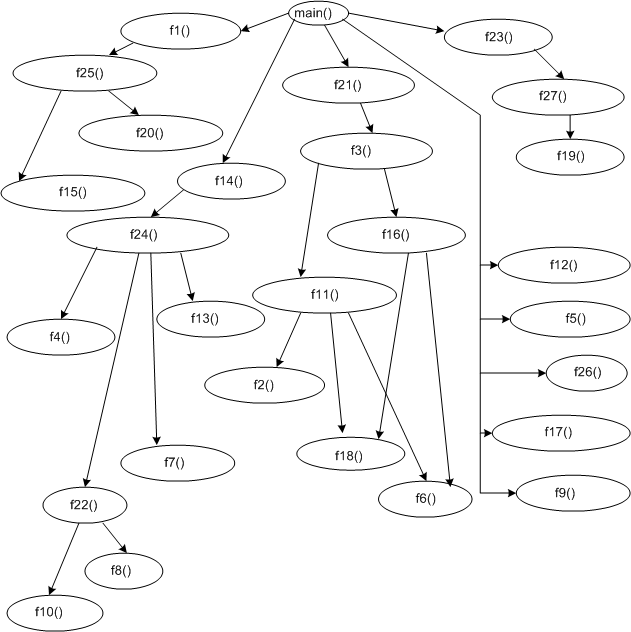 main()
f1()
f23()
f25()
f21()
f27()
f20()
f3()
f19()
f14()
f15()
f24()
f16()
f12()
f11()
f13()
f5()
f4()
f26()
f2()
f17()
f18()
f7()
f6()
f9()
f22()
f8()
f10()